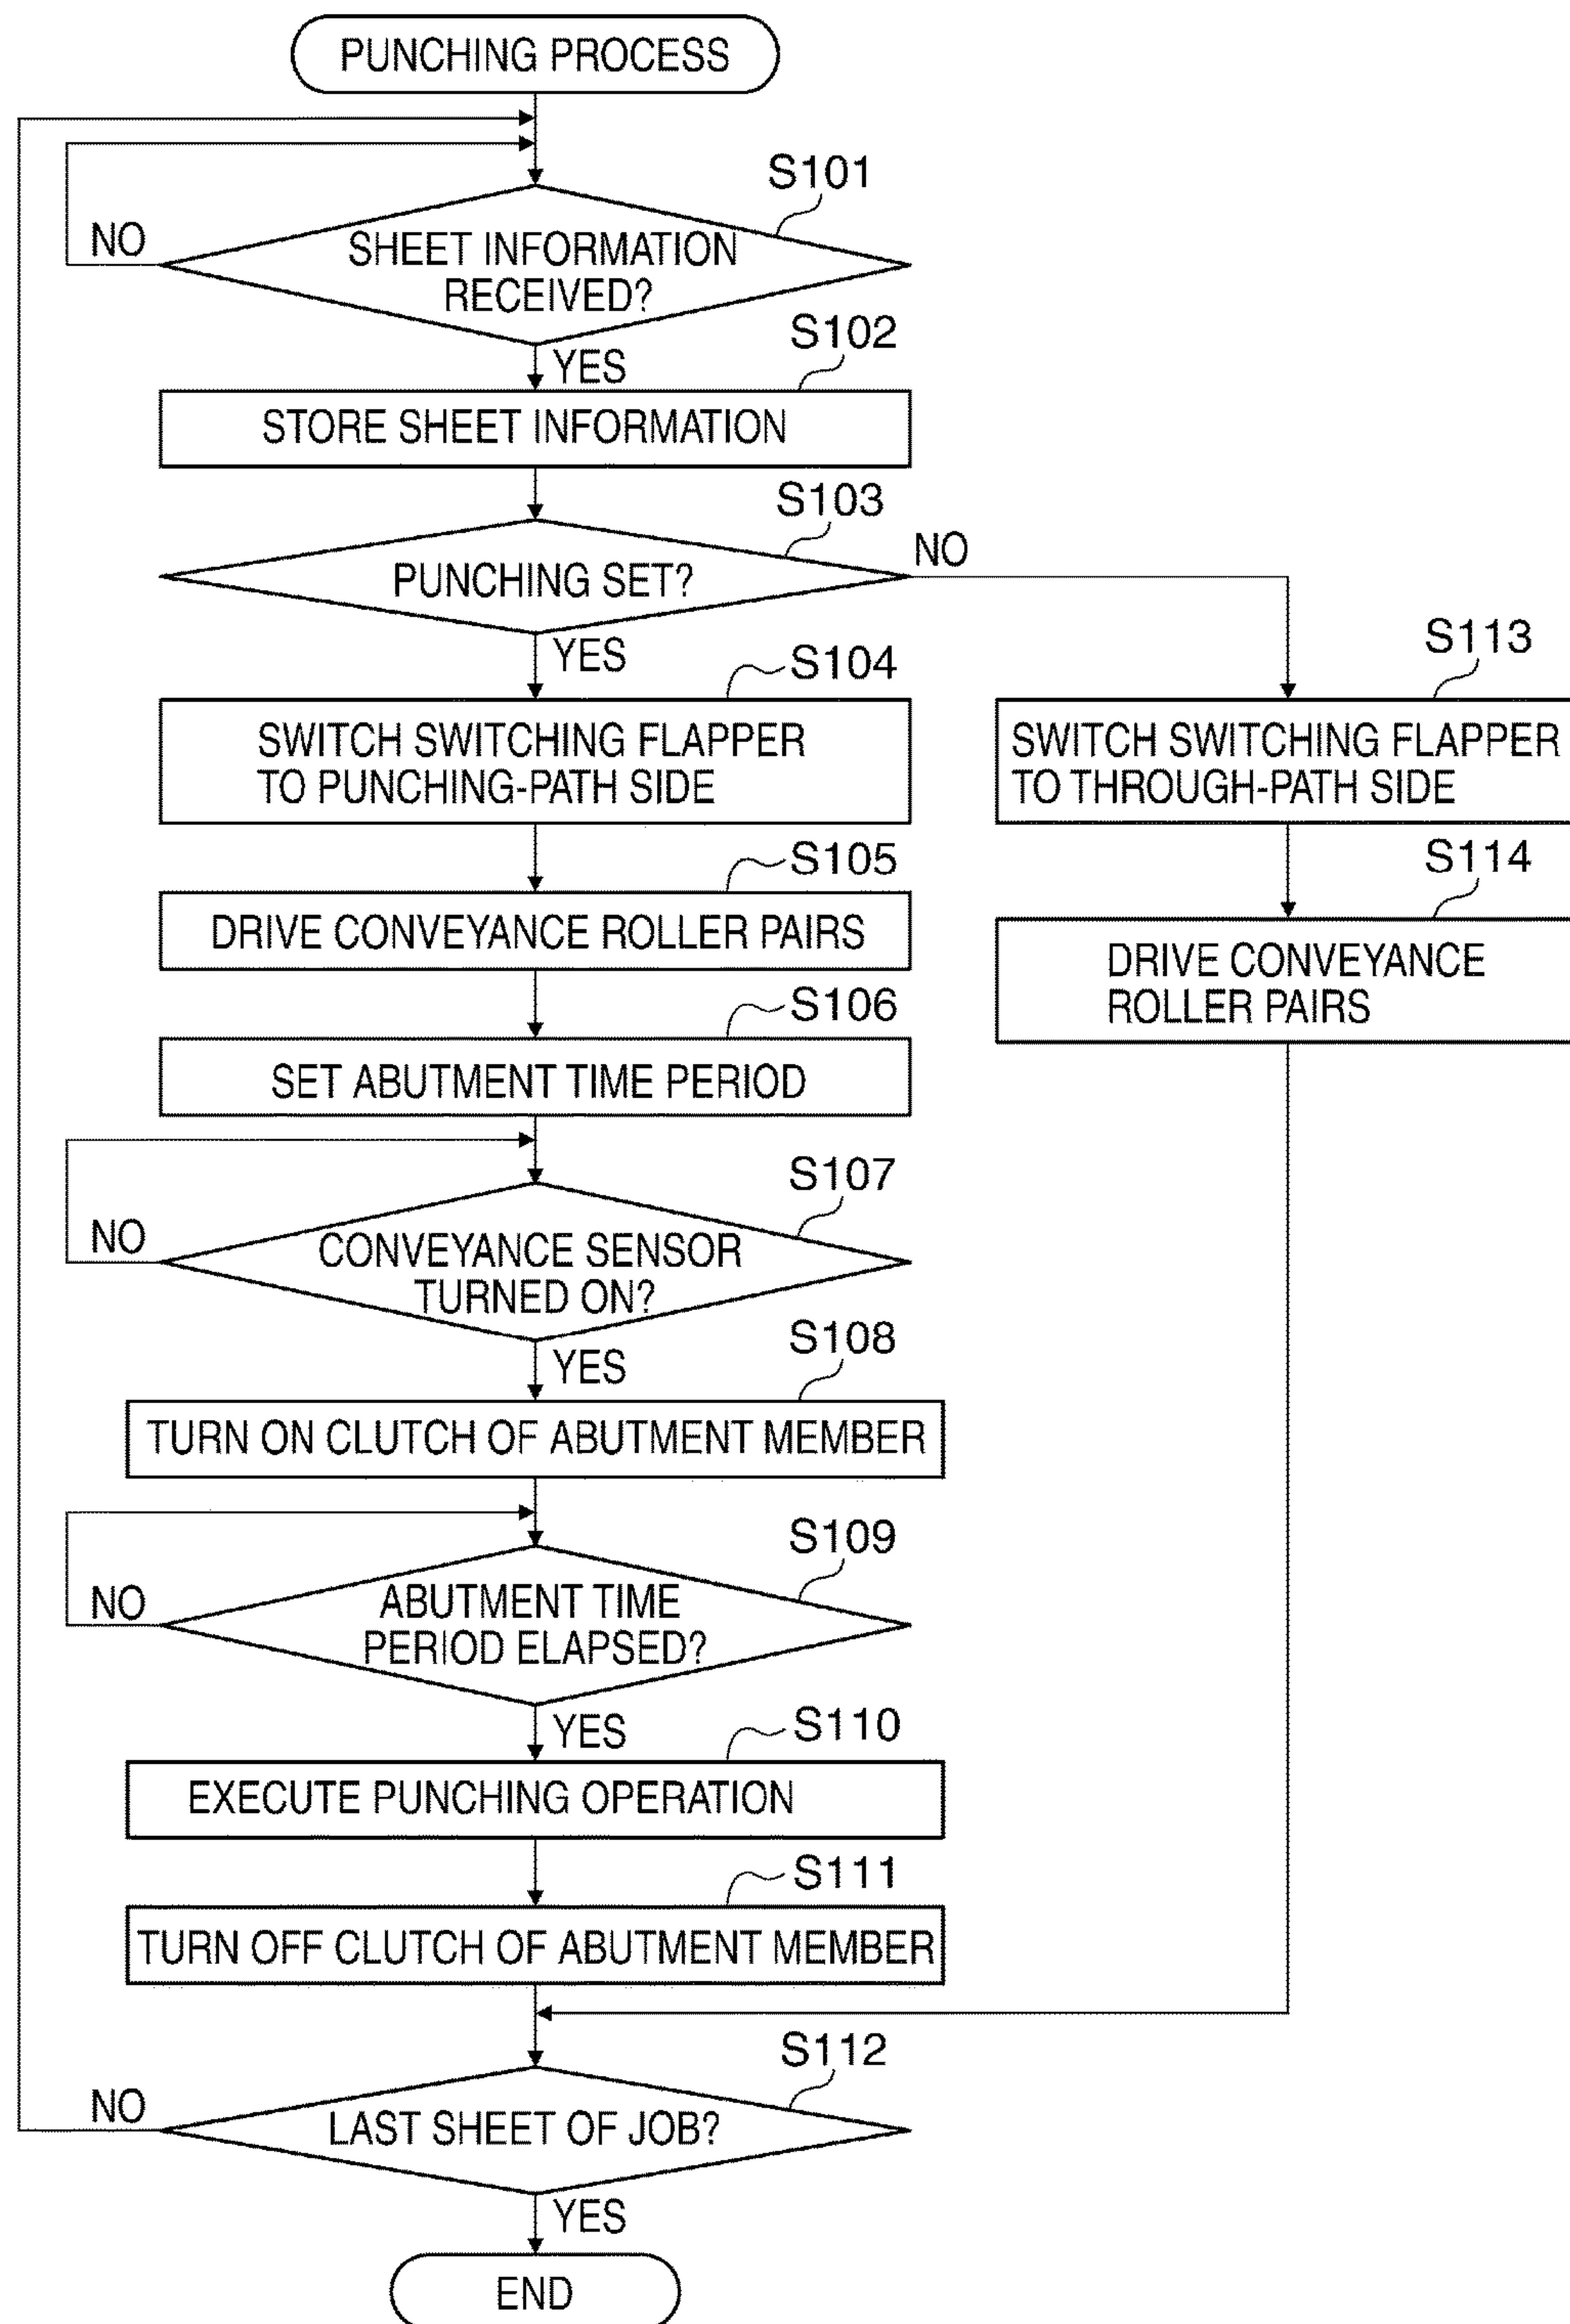 PUNCHING PROCESS
S101
NO
SHEET INFORMATION
RECEIVED?
S102
YES
STORE SHEET INFORMATION
S103
NO
PUNCHING SET?
YES
S104
S113
SWITCH SWITCHING FLAPPER
TO PUNCHING-PATH SIDE
SWITCH SWITCHING FLAPPER
TO THROUGH-PATH SIDE
S105
S114
DRIVE CONVEYANCE ROLLER PAIRS
DRIVE CONVEYANCE
ROLLER PAIRS
S106
SET ABUTMENT TIME PERIOD
S107
NO
CONVEYANCE SENSOR
TURNED ON?
S108
YES
TURN ON CLUTCH OF ABUTMENT MEMBER
S109
NO
ABUTMENT TIME
PERIOD ELAPSED?
YES
S110
EXECUTE PUNCHING OPERATION
S111
TURN OFF CLUTCH OF ABUTMENT MEMBER
S112
NO
LAST SHEET OF JOB?
YES
END